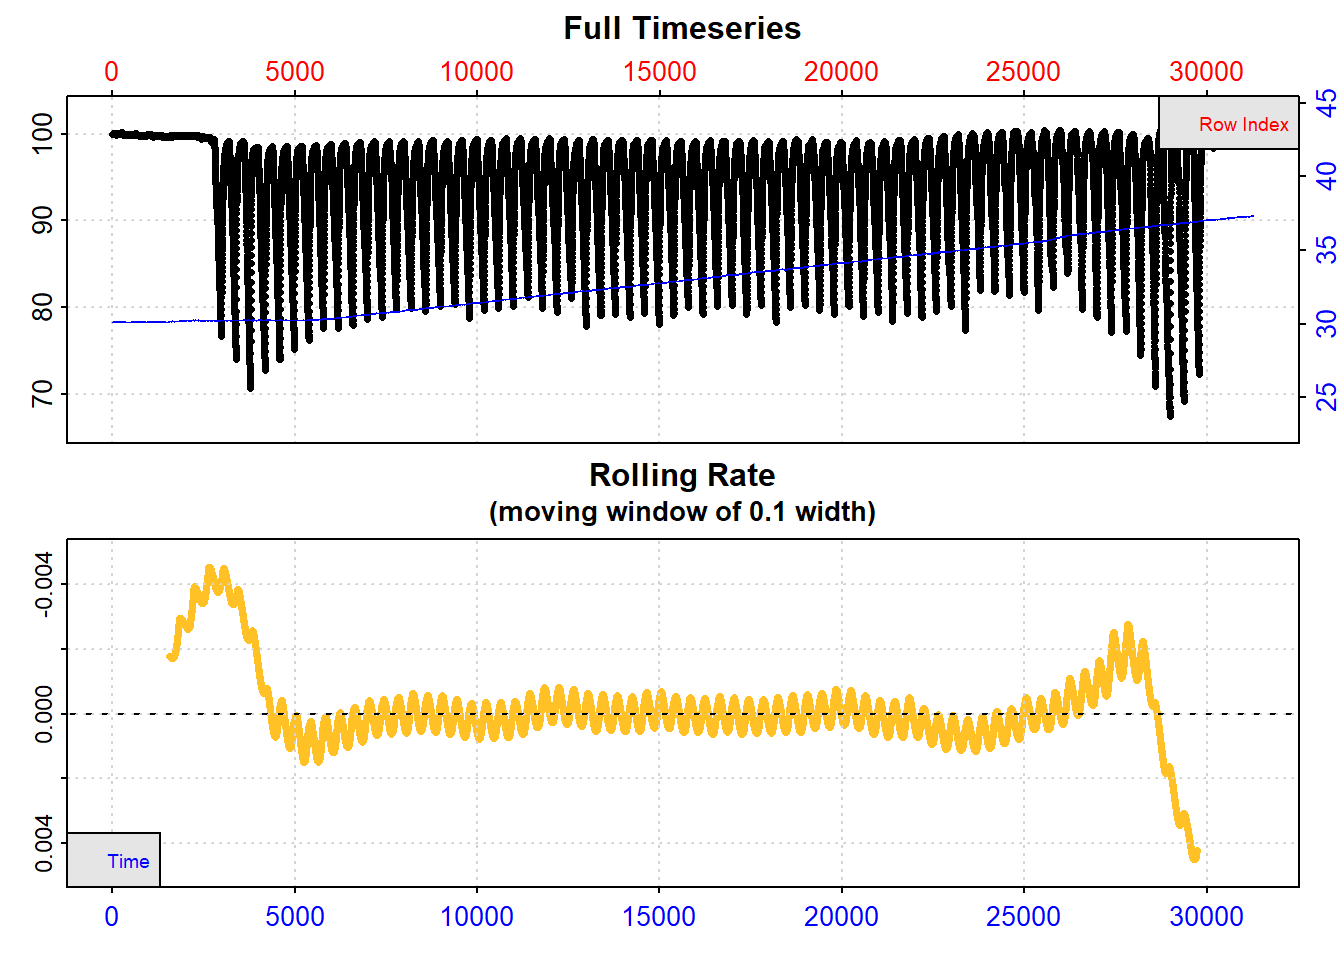 Full Timeseries
0 5000 10000 15000 20000 25000 30000
Row Index
100
90
80
70
45
40
35
30
25
Rolling Rate
(moving window of 0.1 width)
-0.004
0.000
0.004
Time
0 5000 10000 15000 20000 25000 30000